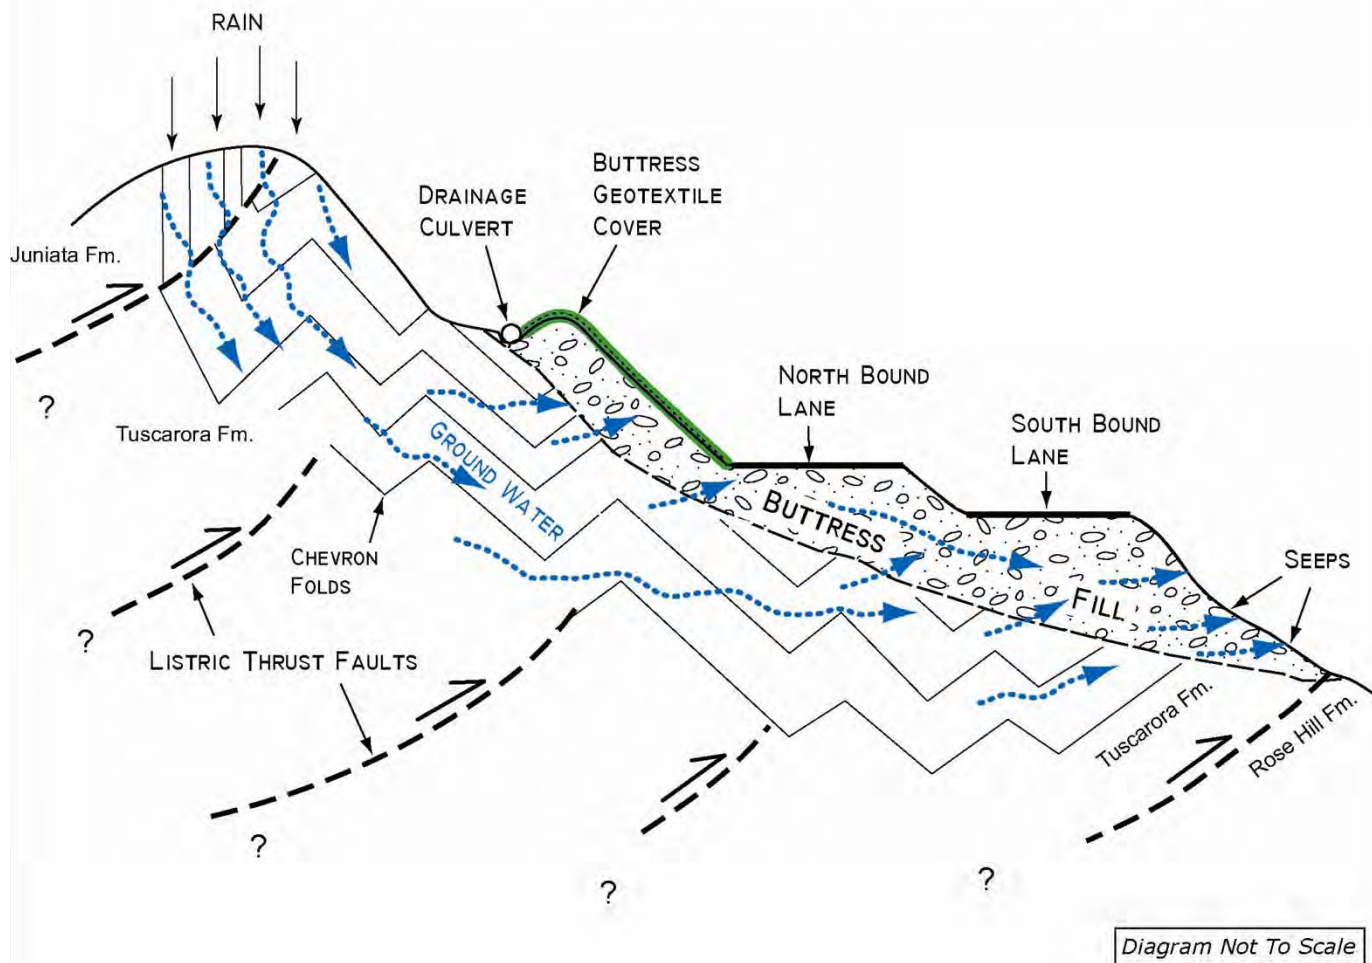 RAIN
BUTTRESS
GEOTEXTILE
COVER
DRAINAGE
CULVERT
Juniata Fm.
NORTH BOUND
LANE
SOUTH BOUND
LANE
?
Tuscarora Fm.
GROUND WATER
BUTTRESS
CHEVRON
FOLDS
SEEPS
FILL
?
LISTRIC THRUST FAULTS
Tuscarora Fm.
Rose Hill Fm.
?
?
?
Diagram Not To Scale